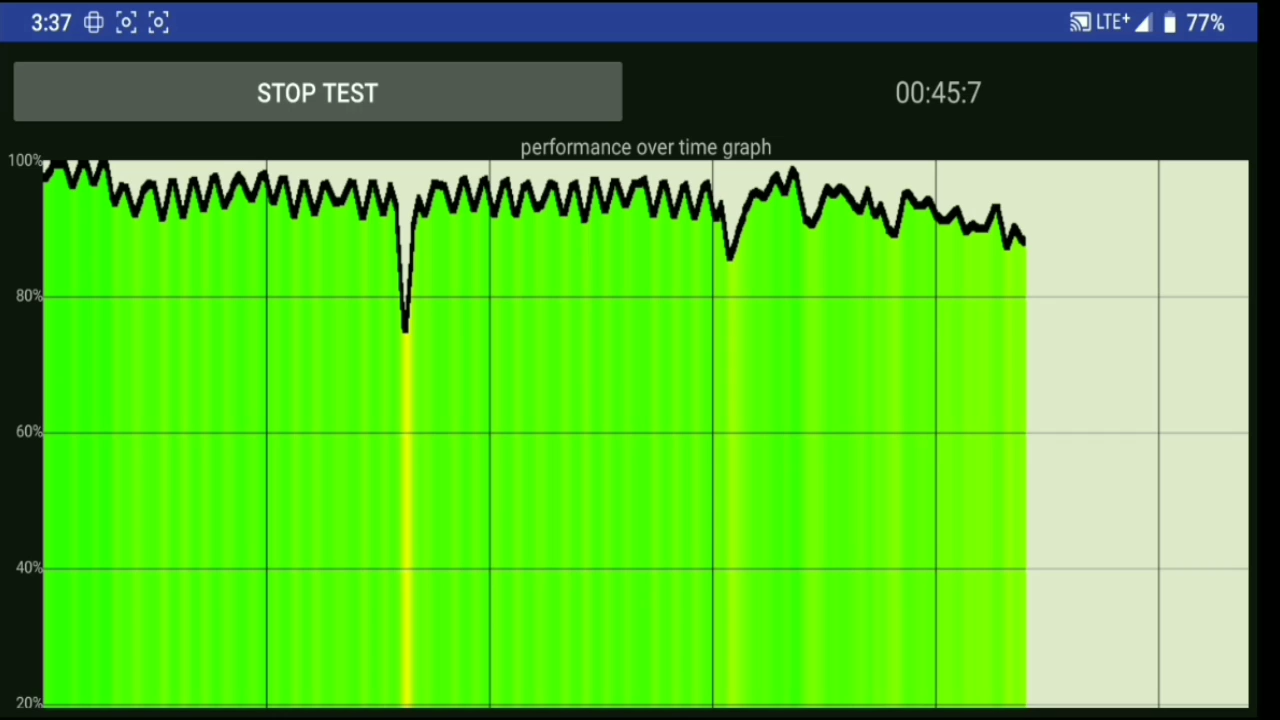 3:37 LTE+ 77%
STOP TEST 00:45:7
performance over time graph
100%
80%
60%
40%
20%